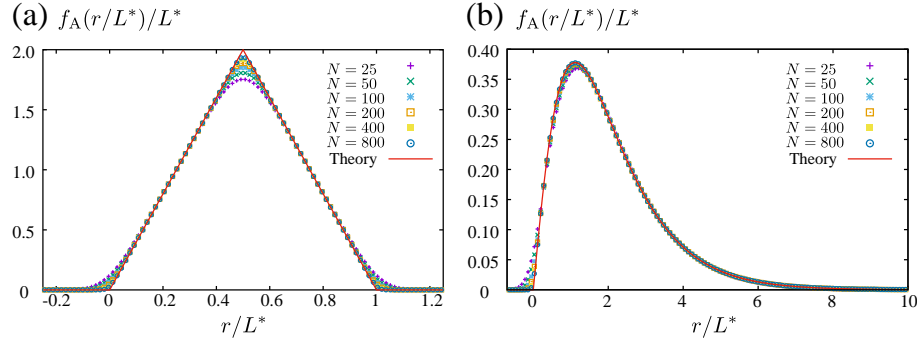 (a) f_A(r/L*)/L*
2.0
1.5
1.0
0.5
0
-0.2 0.0 0.2 0.4 0.6 0.8 1.0 1.2
r/L*
N = 25
N = 50
N = 100
N = 200
N = 400
N = 800
Theory
(b) f_A(r/L*)/L*
0.40
0.35
0.30
0.25
0.20
0.15
0.10
0.05
0
0 2 4 6 8 10
r/L*
N = 25
N = 50
N = 100
N = 200
N = 400
N = 800
Theory